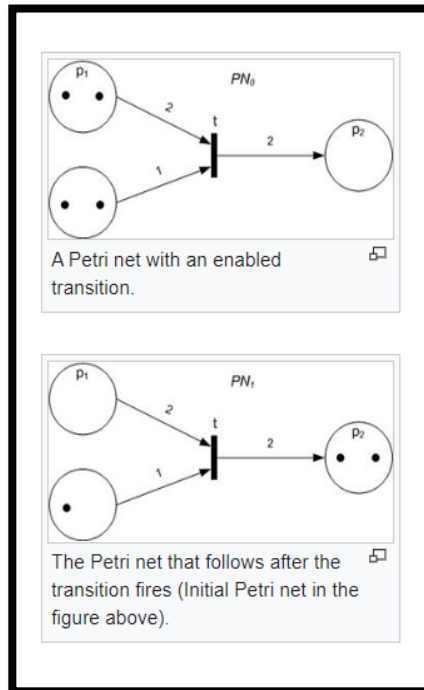 p₁
PN₀
2
t
p₂
2
1
A Petri net with an enabled
transition.
p₁
PN₁
2
t
p₂
2
1
The Petri net that follows after the
transition fires (Initial Petri net in the
figure above).